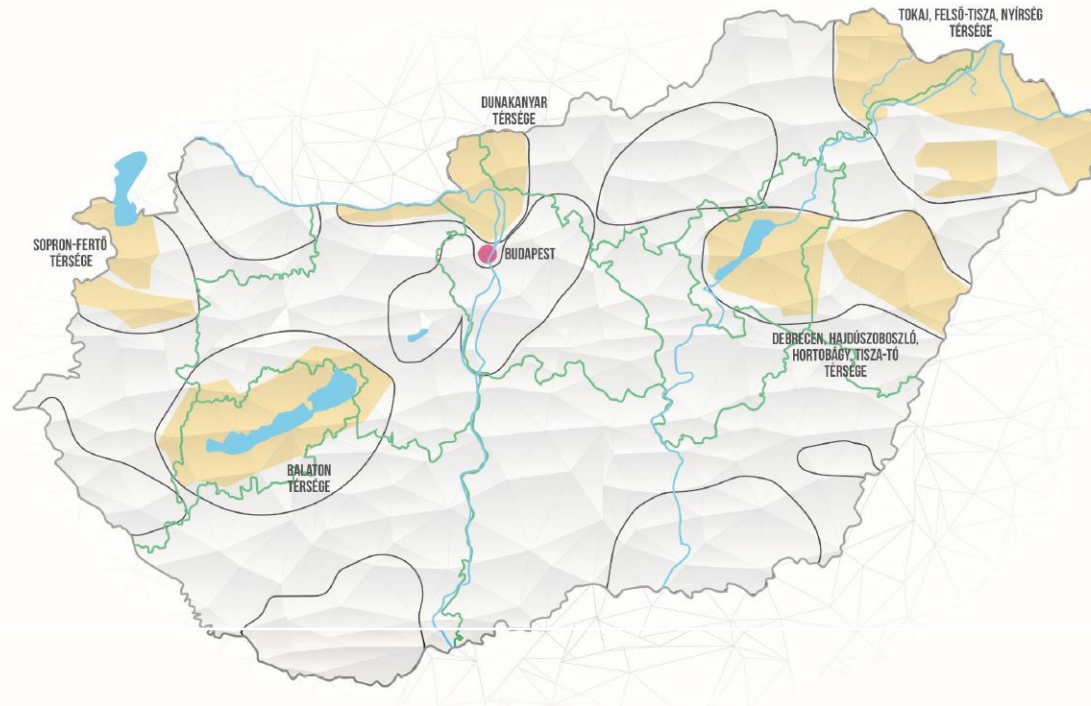 TOKAJ, FELSŐ-TISZA, NYÍRSÉG
TÉRSÉGE
DUNAKANYAR
TÉRSÉGE
SOPRON-FERTŐ
TÉRSÉGE
BUDAPEST
DEBRECEN, HAJDÚSZOBOSZLÓ,
HORTOBÁGY, TISZA-TÓ
TÉRSÉGE
BALATON
TÉRSÉGE